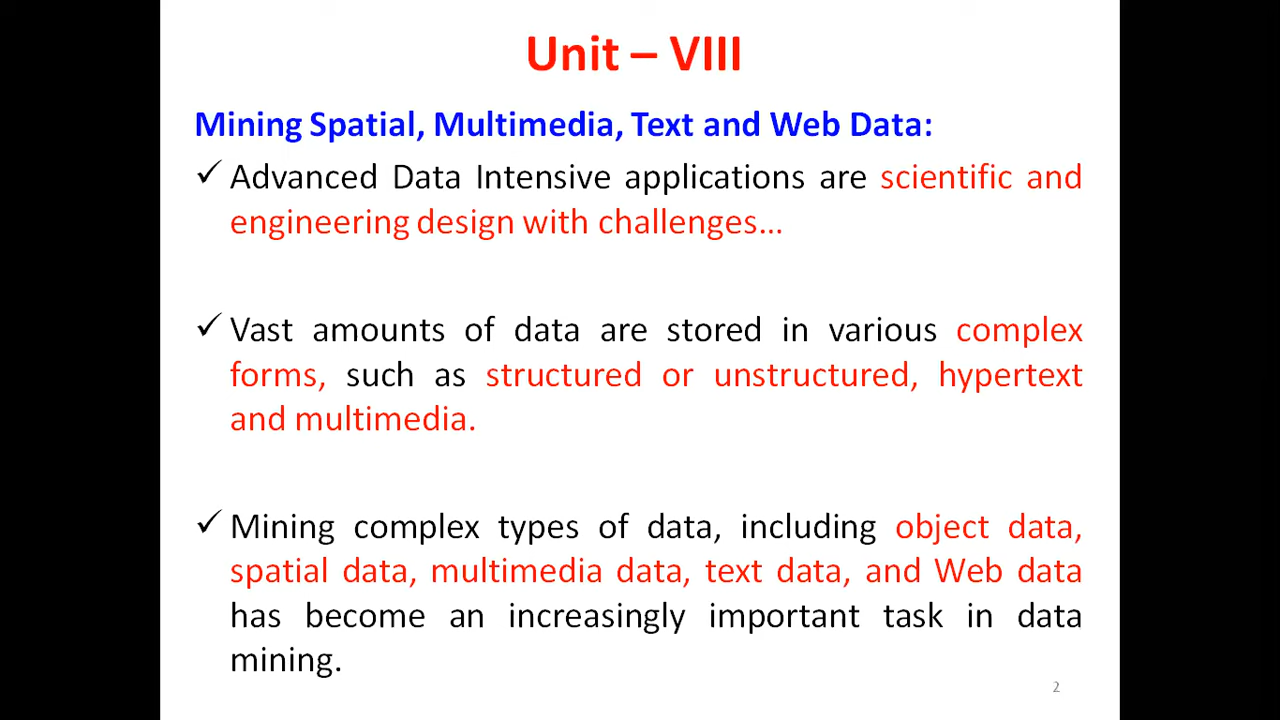 Unit – VIII
Mining Spatial, Multimedia, Text and Web Data:
✓ Advanced Data Intensive applications are scientific and
engineering design with challenges…
✓ Vast amounts of data are stored in various complex
forms, such as structured or unstructured, hypertext
and multimedia.
✓ Mining complex types of data, including object data,
spatial data, multimedia data, text data, and Web data
has become an increasingly important task in data
mining.
2